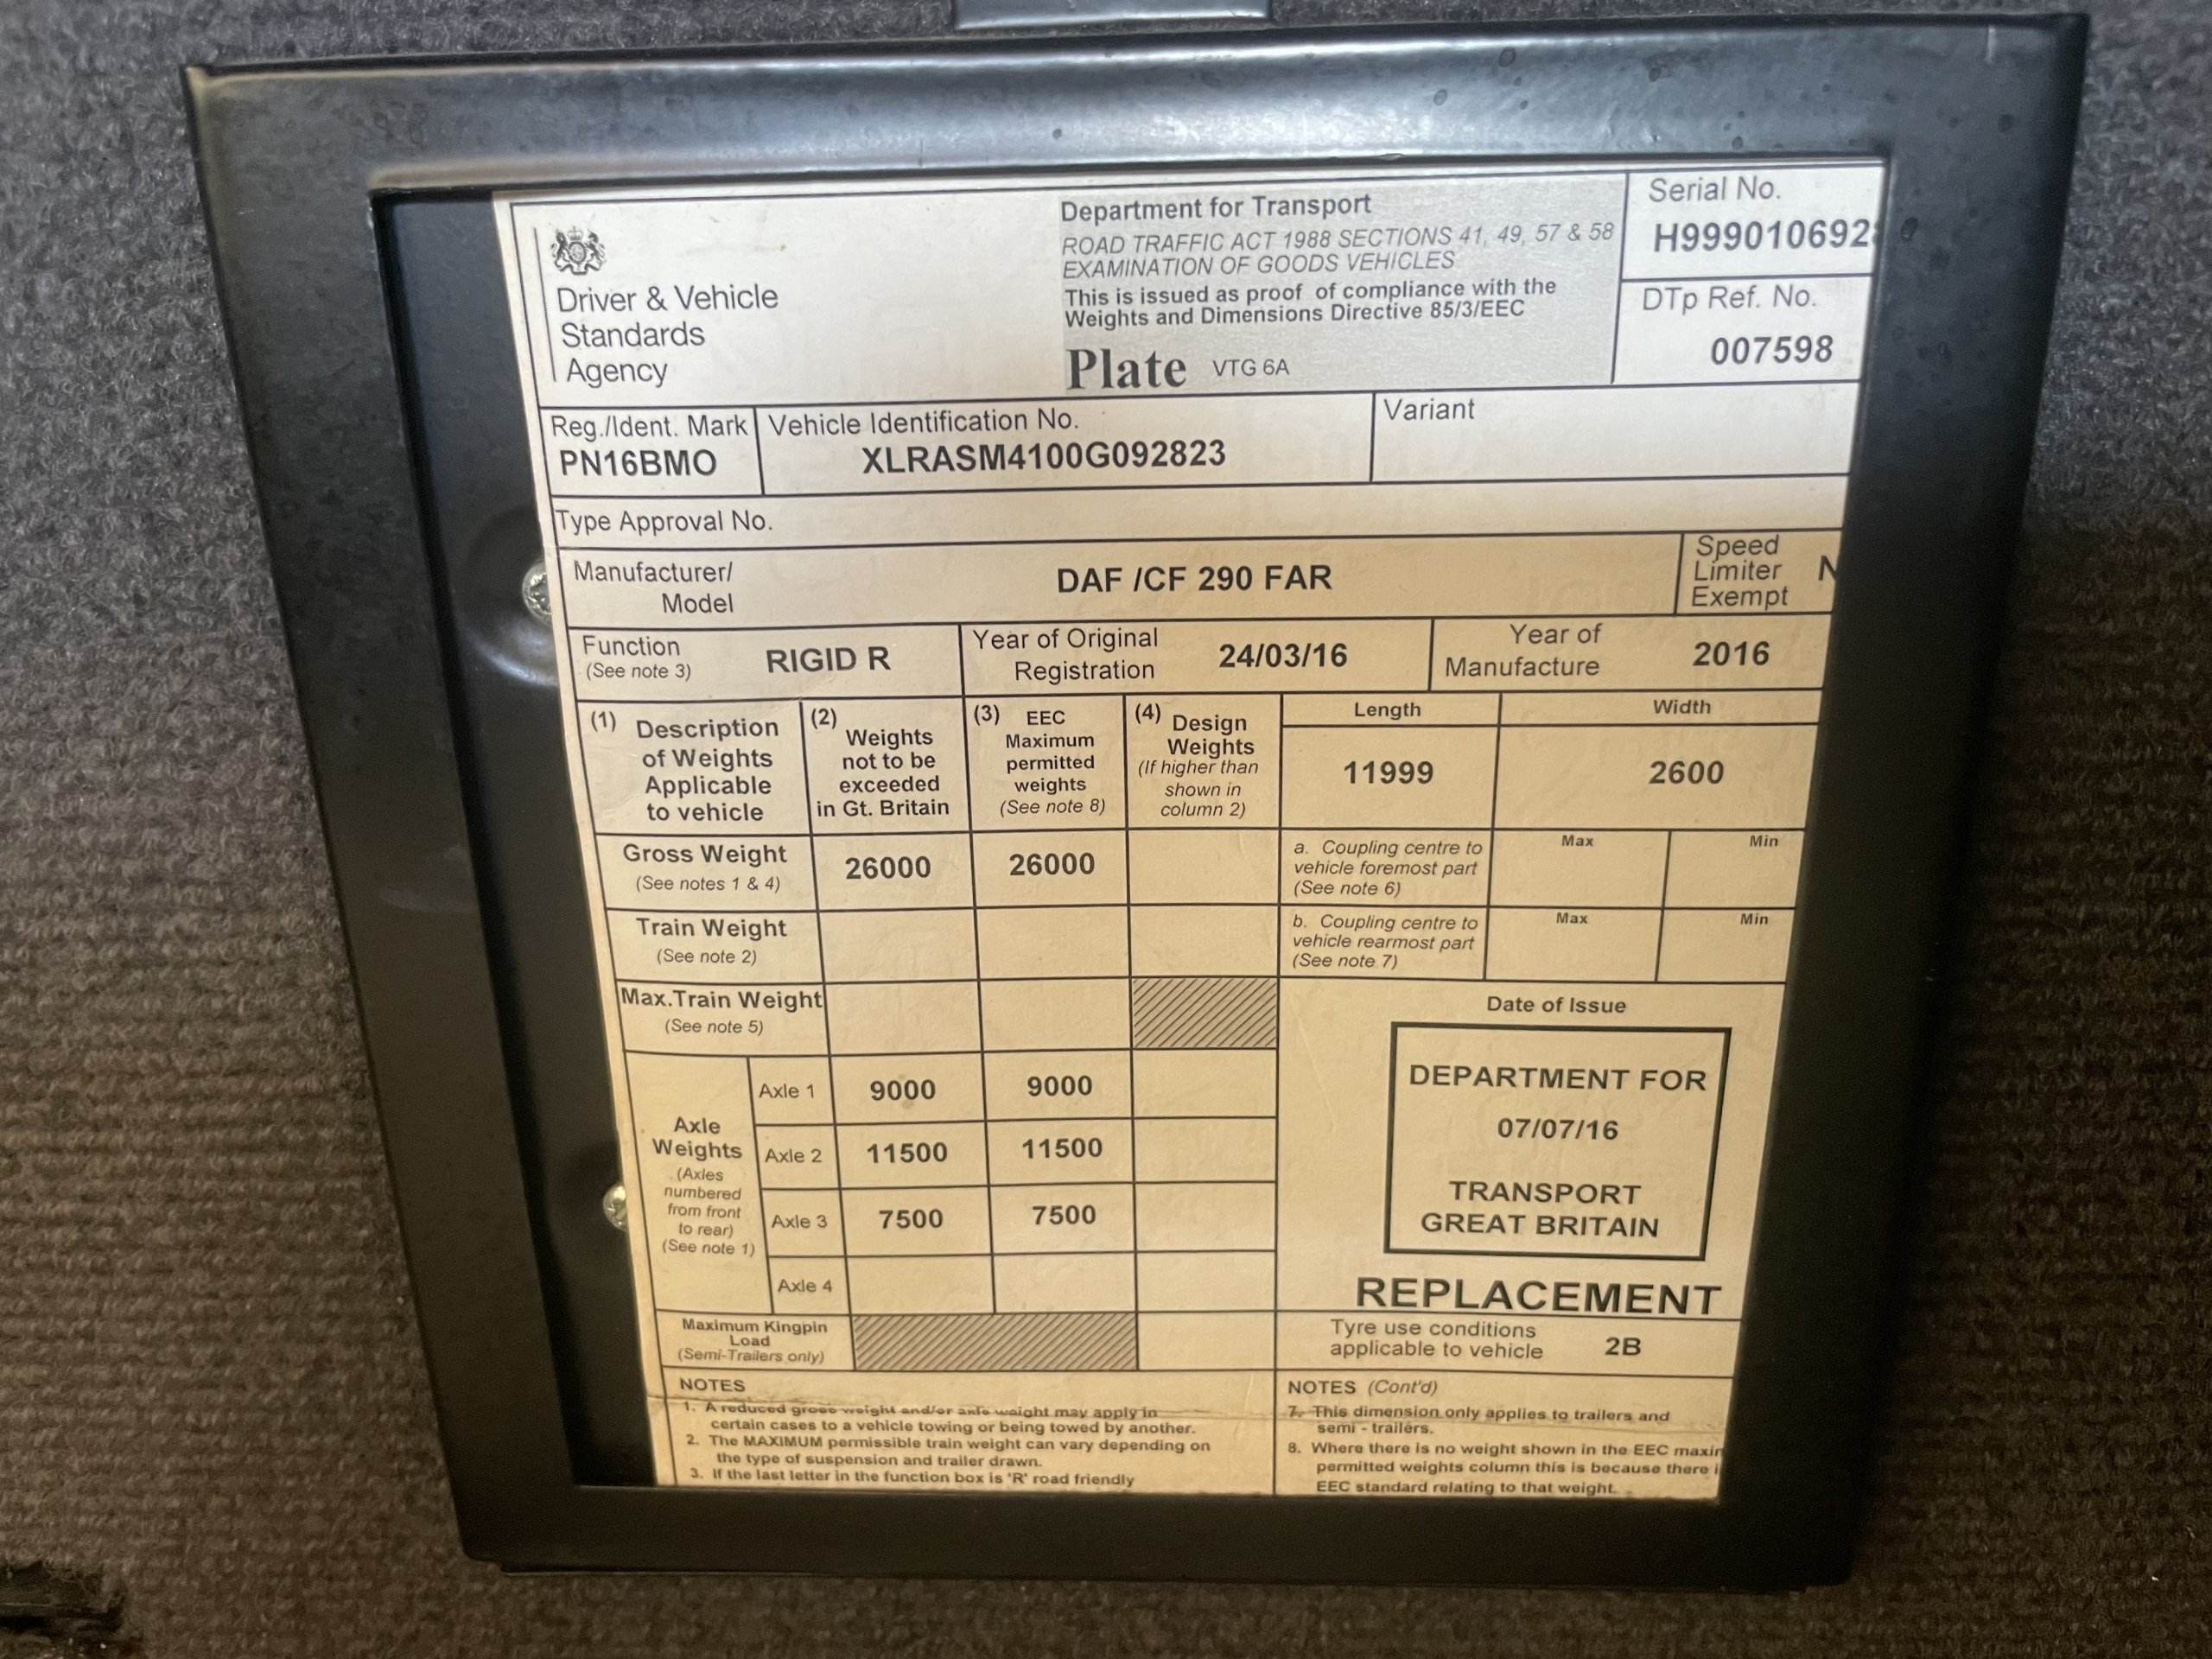 Driver & Vehicle
Standards
Agency
Department for Transport
ROAD TRAFFIC ACT 1988 SECTIONS 41, 49, 57 & 58
EXAMINATION OF GOODS VEHICLES
This is issued as proof of compliance with the
Weights and Dimensions Directive 85/3/EEC
Plate VTG 6A
Serial No.
H999010692
DTp Ref. No.
007598
Reg./Ident. Mark
PN16BMO
Vehicle Identification No.
XLRASM4100G092823
Variant
Type Approval No.
Manufacturer/
Model
DAF /CF 290 FAR
Speed
Limiter
Exempt
N
Function
(See note 3)
RIGID R
Year of Original
Registration
24/03/16
Year of
Manufacture
2016
(1) Description
of Weights
Applicable
to vehicle
(2) Weights
not to be
exceeded
in Gt. Britain
(3) EEC
Maximum
permitted
weights
(See note 8)
(4) Design
Weights
(If higher than
shown in
column 2)
Length
11999
Width
2600
Gross Weight
(See notes 1 & 4)
26000
26000
a. Coupling centre to
vehicle foremost part
(See note 6)
Max
Min
Train Weight
(See note 2)
b. Coupling centre to
vehicle rearmost part
(See note 7)
Max
Min
Max.Train Weight
(See note 5)
Axle
Weights
(Axles
numbered
from front
to rear)
(See note 1)
Axle 1 9000 9000
Axle 2 11500 11500
Axle 3 7500 7500
Axle 4
Date of Issue
DEPARTMENT FOR
07/07/16
TRANSPORT
GREAT BRITAIN
REPLACEMENT
Maximum Kingpin
Load
(Semi-Trailers only)
Tyre use conditions
applicable to vehicle
2B
NOTES
1. A reduced gross weight and/or axle weight may apply in
certain cases to a vehicle towing or being towed by another.
2. The MAXIMUM permissible train weight can vary depending on
the type of suspension and trailer drawn.
3. If the last letter in the function box is 'R' road friendly
NOTES (Cont'd)
7. This dimension only applies to trailers and
semi - trailers.
8. Where there is no weight shown in the EEC
permitted weights column this is because there
EEC standard relating to that weight.